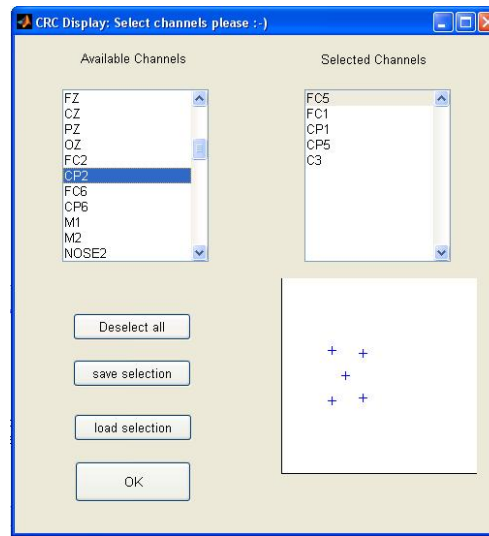 CRC Display: Select channels please :-)
Available Channels
Selected Channels
FZ
CZ
PZ
OZ
FC2
CP2
FC6
CP6
M1
M2
NOSE2
FC5
FC1
CP1
CP5
C3
Deselect all
save selection
load selection
OK